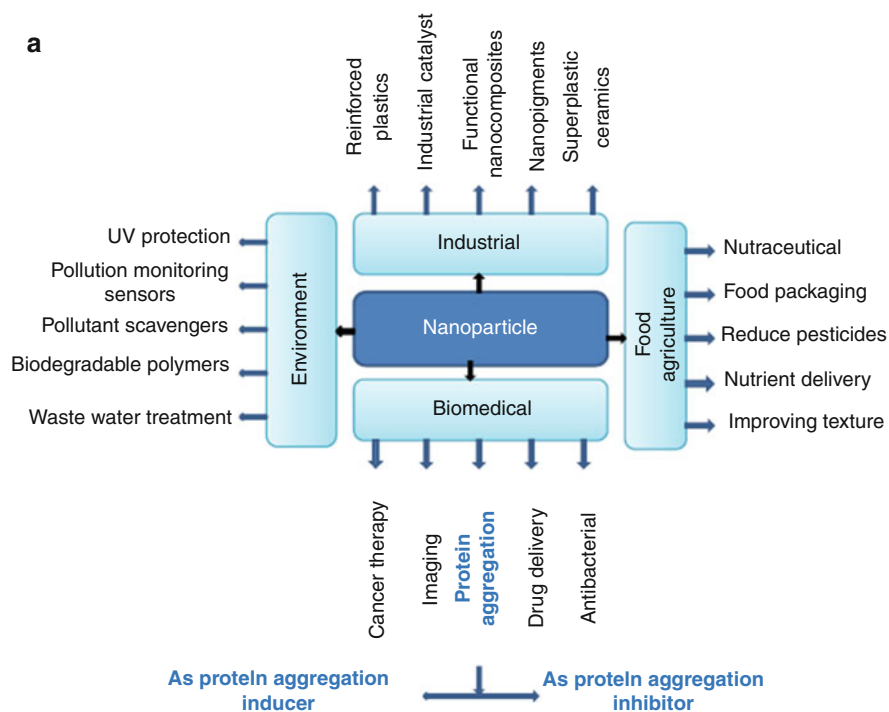 a
Reinforced
plastics
Industrial catalyst
Functional
nanocomposites
Nanopigments
Superplastic
ceramics
Industrial
UV protection
Pollution monitoring
sensors
Pollutant scavengers
Biodegradable polymers
Waste water treatment
Environment
Nanoparticle
Food
agriculture
Nutraceutical
Food packaging
Reduce pesticides
Nutrient delivery
Improving texture
Biomedical
Cancer therapy
Imaging
Protein
aggregation
Drug delivery
Antibacterial
As protein aggregation
inducer
As protein aggregation
inhibitor